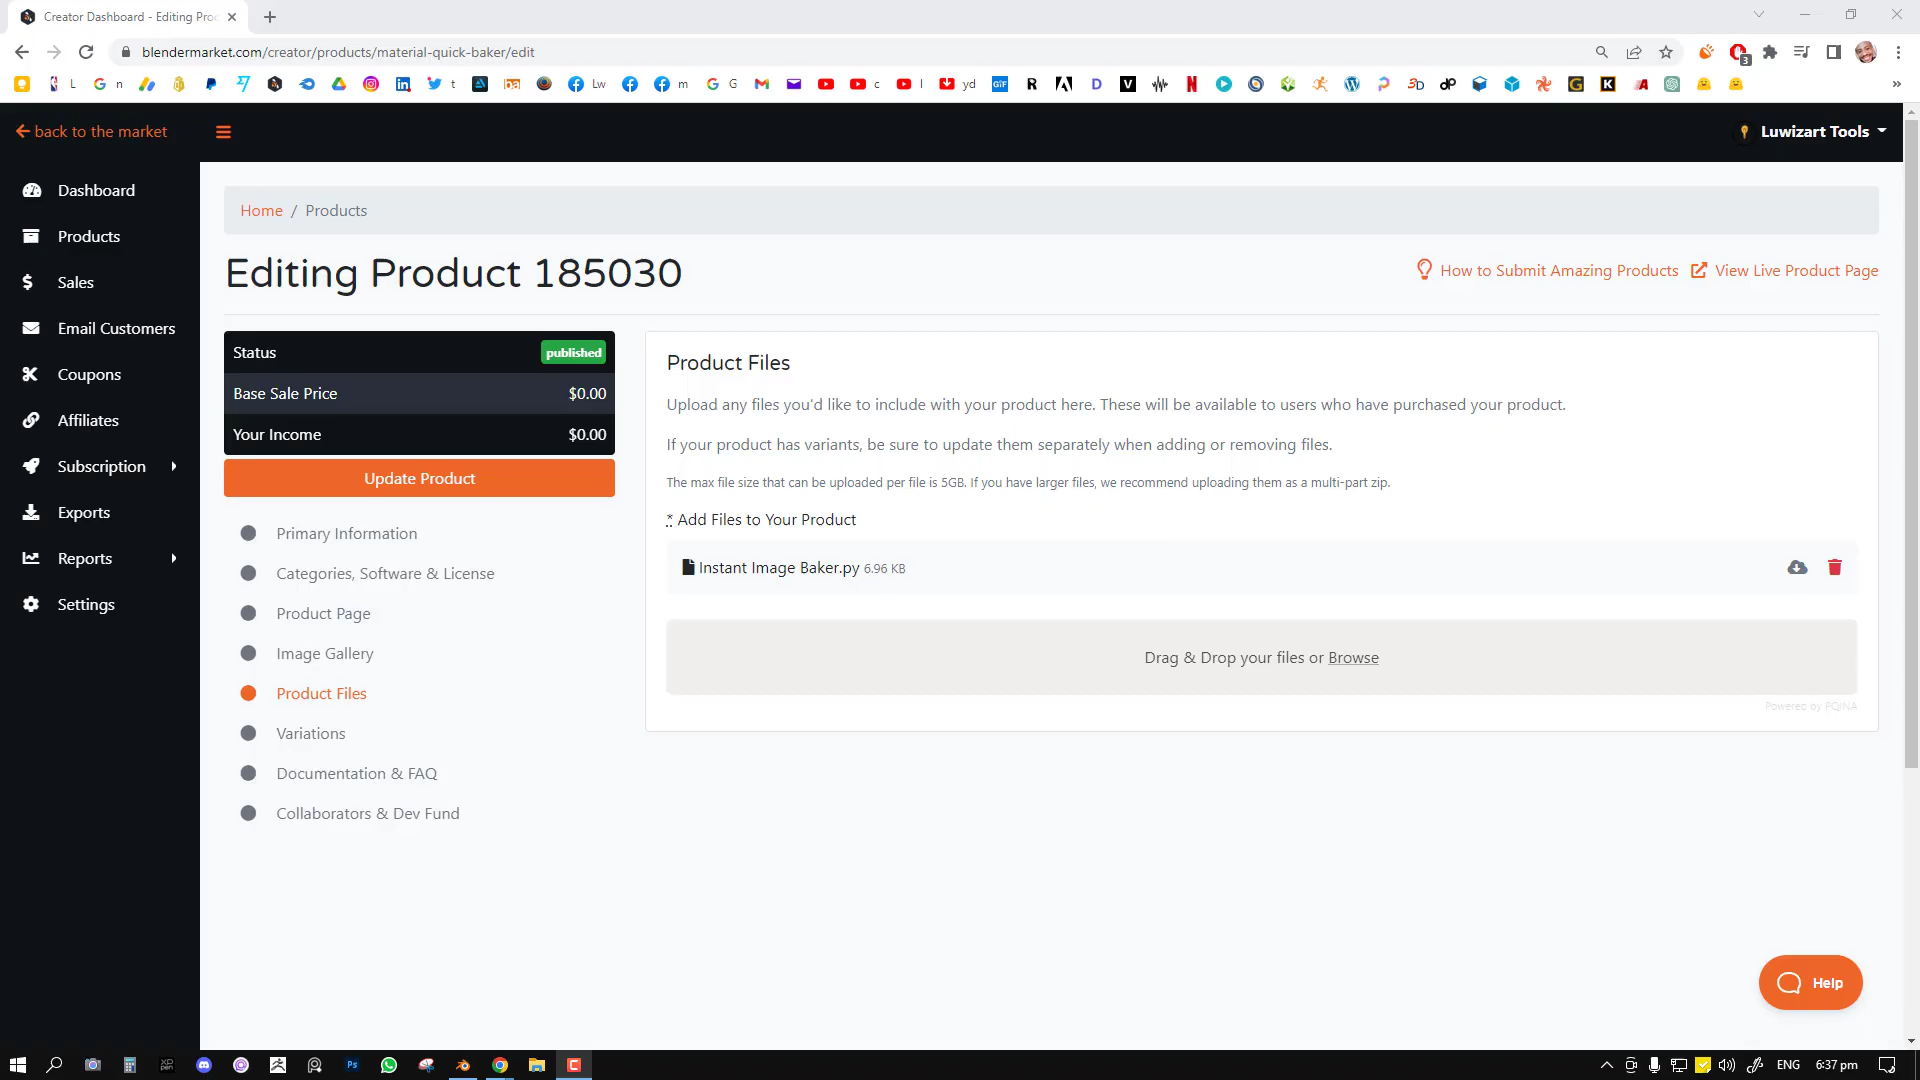 Creator Dashboard - Editing Proc
blendermarket.com/creator/products/material-quick-baker/edit
3
L
n
t
Lw
m
G
c
l
yd
back to the market
Luwizart Tools
Dashboard
Products
Sales
Email Customers
Coupons
Affiliates
Subscription
Exports
Reports
Settings
Home / Products
Editing Product 185030
How to Submit Amazing Products
View Live Product Page
Status
published
Base Sale Price
$0.00
Your Income
$0.00
Update Product
Primary Information
Categories, Software & License
Product Page
Image Gallery
Product Files
Variations
Documentation & FAQ
Collaborators & Dev Fund
Product Files
Upload any files you'd like to include with your product here. These will be available to users who have purchased your product.
If your product has variants, be sure to update them separately when adding or removing files.
The max file size that can be uploaded per file is 5GB. If you have larger files, we recommend uploading them as a multi-part zip.
* Add Files to Your Product
Instant Image Baker.py 6.96 KB
Drag & Drop your files or Browse
Powered by PQINA
Help
ENG
6:37 pm